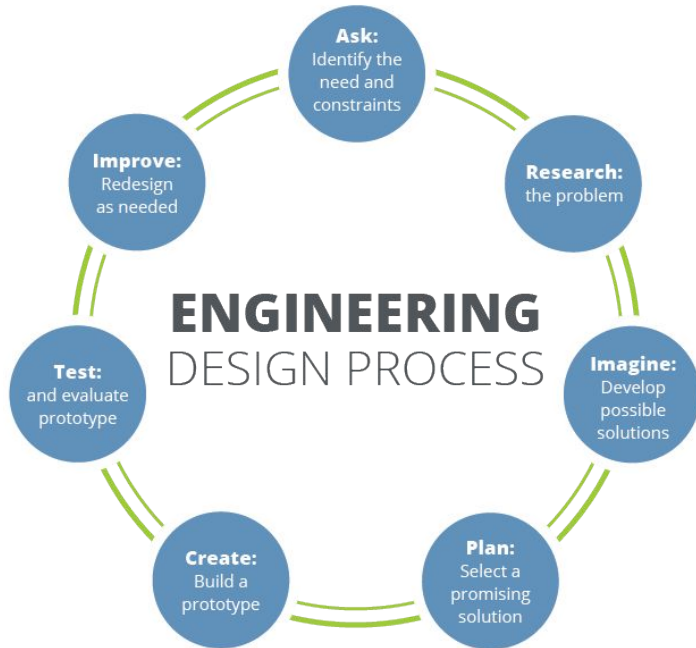 Ask:
Identify the
need and
constraints
Research:
the problem
Imagine:
Develop
possible
solutions
Plan:
Select a
promising
solution
Create:
Build a
prototype
Test:
and evaluate
prototype
Improve:
Redesign
as needed
ENGINEERING
DESIGN PROCESS